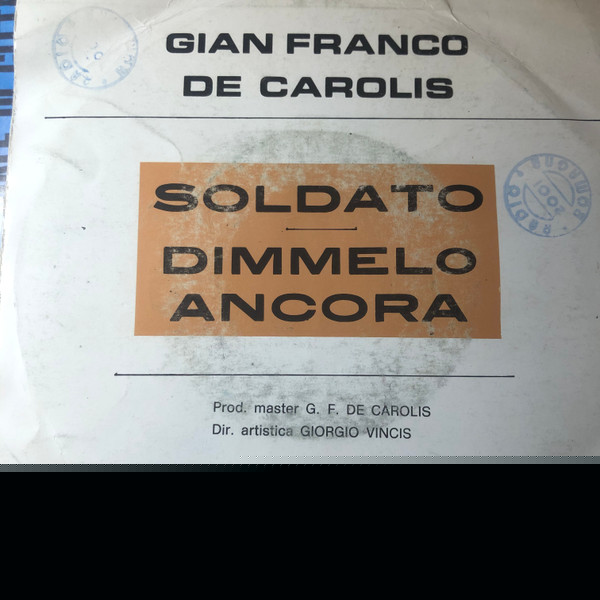 GIAN FRANCO
DE CAROLIS
SOLDATO
DIMMELO
ANCORA
Prod. master G. F. DE CAROLIS
Dir. artistica GIORGIO VINCIS